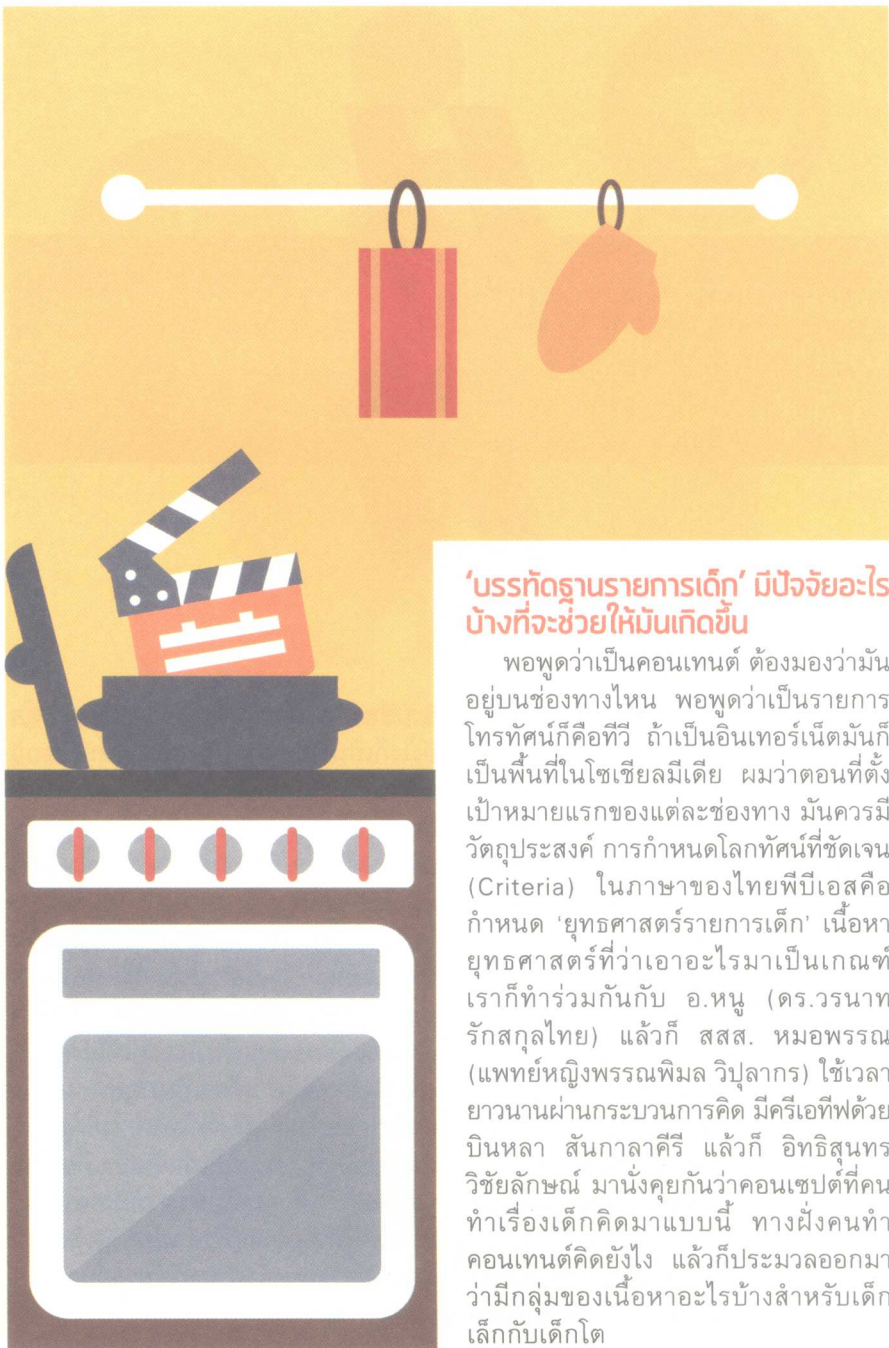 ‘บรรทัดฐานรายการเด็ก’ มีปัจจัยอะไร
บ้างที่จะช่วยให้มันเกิดขึ้น
พอพูดว่าเป็นคอนเทนต์ ต้องมองว่ามัน
อยู่บนช่องทางไหน พอพูดว่าเป็นรายการ
โทรทัศน์ก็คือทีวี ถ้าเป็นอินเทอร์เน็ตมันก็
เป็นพื้นที่ในโซเชียลมีเดีย ผมว่าตอนที่ตั้ง
เป้าหมายแรกของแต่ละช่องทาง มันควรมี
วัตถุประสงค์ การกำหนดโลกทัศน์ที่ชัดเจน
(Criteria) ในภาษาของไทยพีบีเอสคือ
กำหนด ‘ยุทธศาสตร์รายการเด็ก’ เนื้อหา
ยุทธศาสตร์ที่ว่าเอาอะไรมาเป็นเกณฑ์
เราก็ทำร่วมกันกับ อ.หนู (ดร.วรนาท
รักสกุลไทย) แล้วก็ สสส. หมอพรรณ
(แพทย์หญิงพรรณพิมล วิปุลากร) ใช้เวลา
ยาวนานผ่านกระบวนการคิด มีครีเอทีฟด้วย
บินหลา สันกาลาคีรี แล้วก็ อิทธิสุนทร
วิชัยลักษณ์ มานั่งคุยกันว่าคอนเซปต์ที่คน
ทำเรื่องเด็กคิดมาแบบนี้ ทางฝั่งคนทำ
คอนเทนต์คิดยังไง แล้วก็ประมวลออกมา
ว่ามีกลุ่มของเนื้อหาอะไรบ้างสำหรับเด็ก
เล็กกับเด็กโต